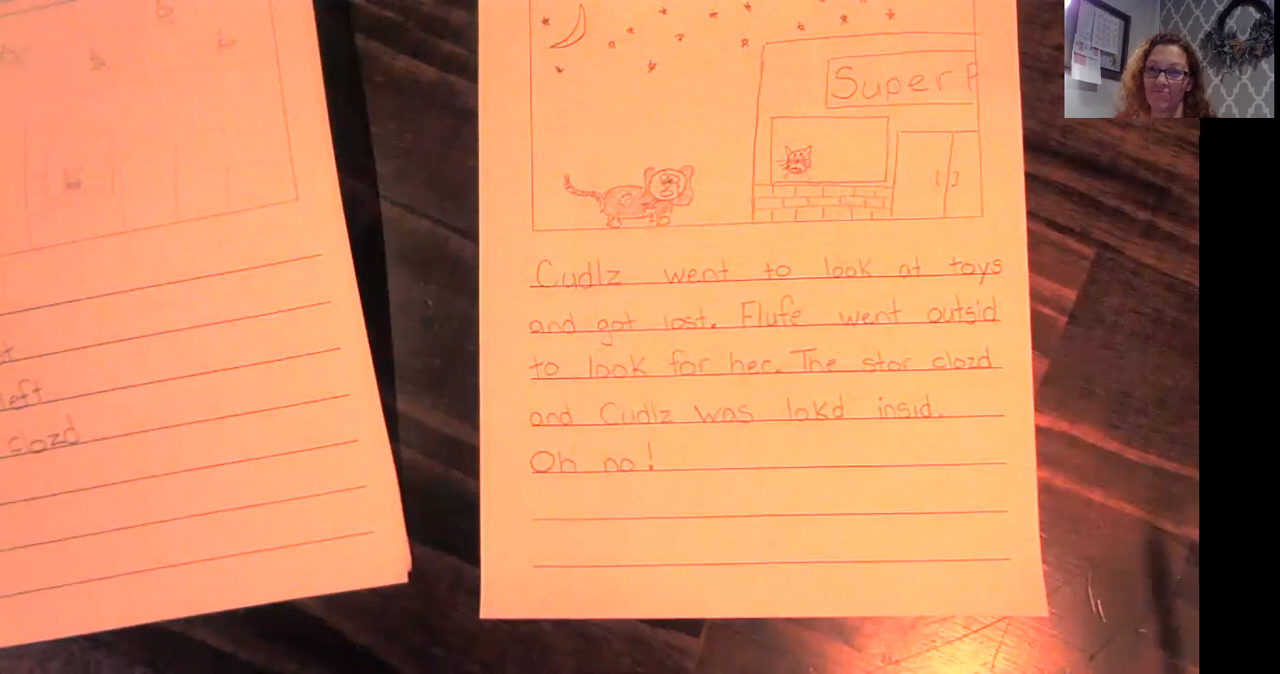 Super P
Cudlz went to look at toys
and got lost. Flufe went outsid
to look for her. The stor clozd
and Cudlz was lokd insid.
Oh no!
left
clozd